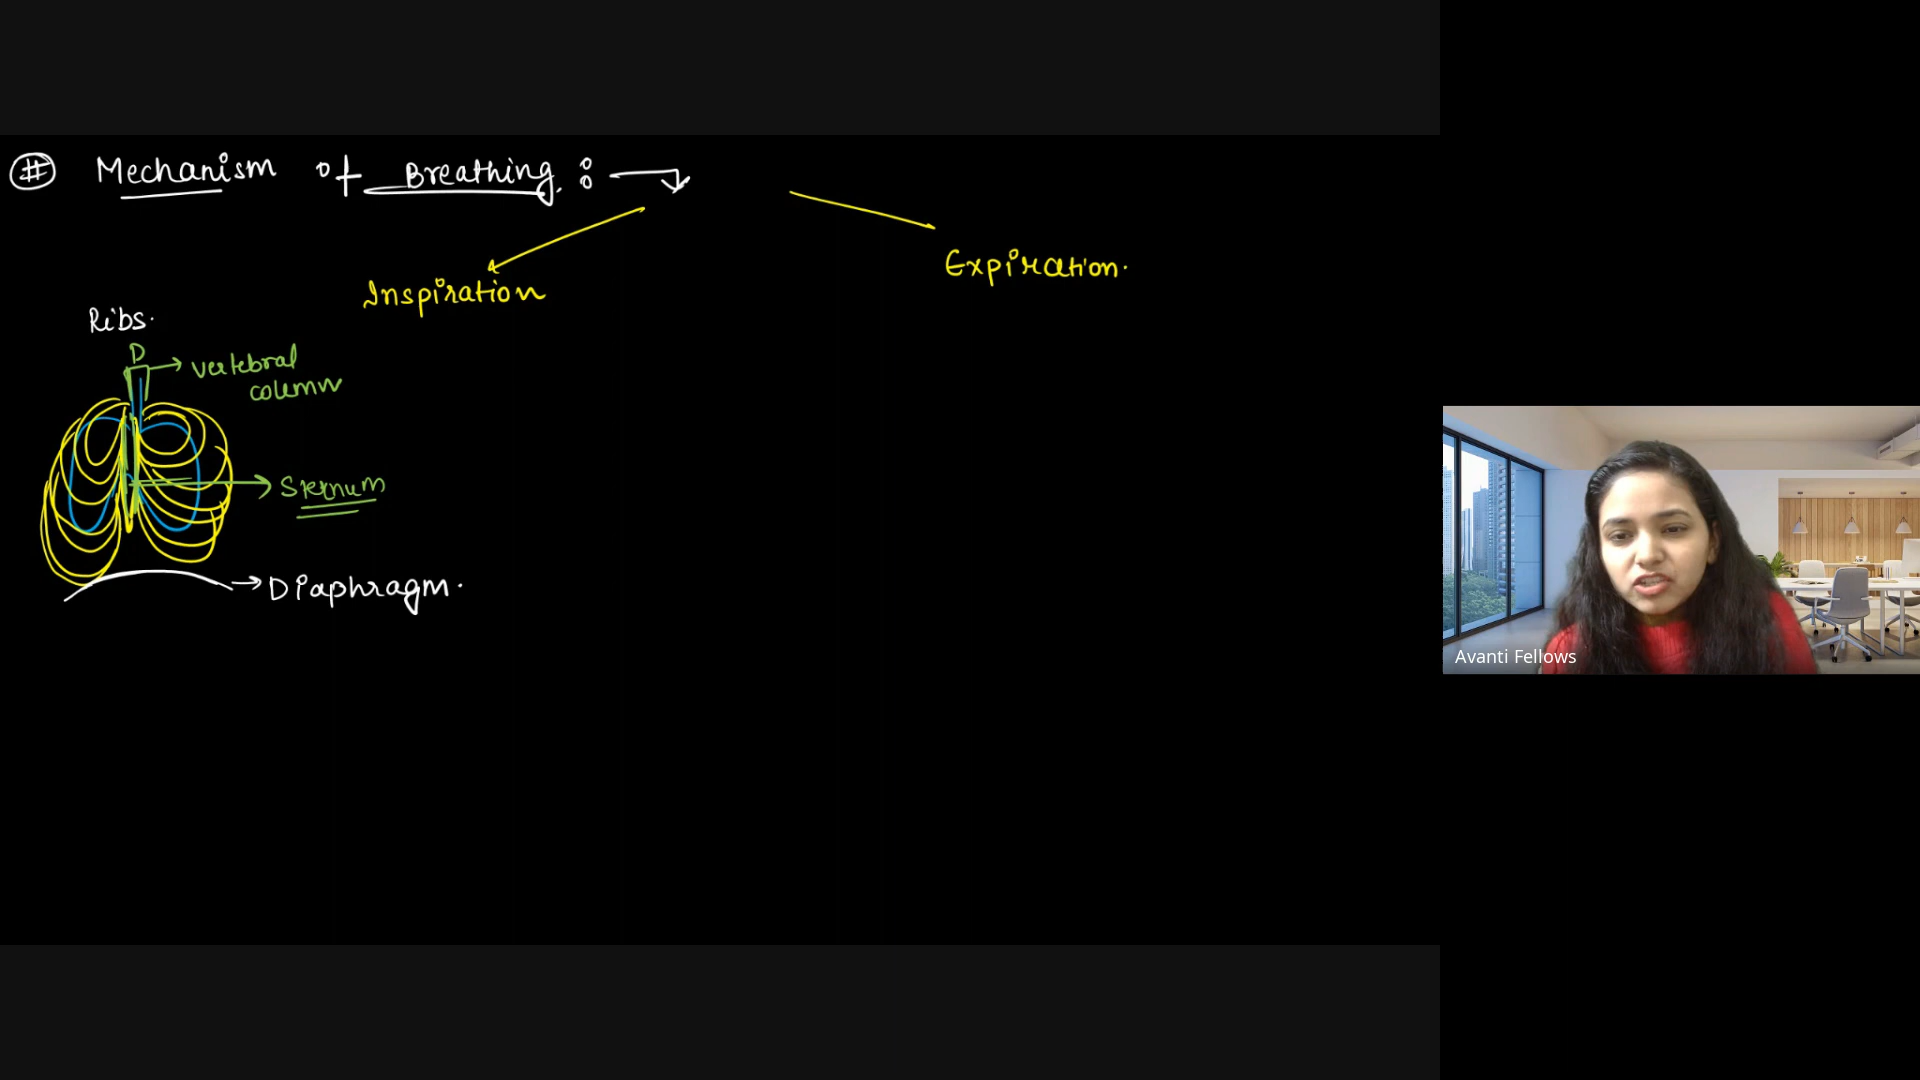 # Mechanism of Breathing :
Inspiration
Expiration.
Ribs.
D
vertebral
column
Sternum
Diaphragm.
Avanti Fellows